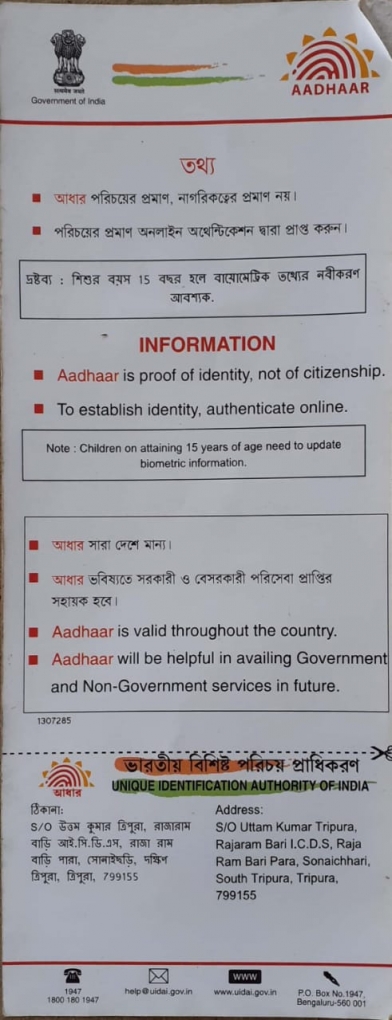 सत्यमेव जयते
Government of India
AADHAAR
তথ্য
আধার পরিচয়ের প্রমাণ, নাগরিকত্বের প্রমাণ নয়।
পরিচয়ের প্রমাণ অনলাইন অথেন্টিকেশন দ্বারা প্রাপ্ত করুন।
দ্রষ্টব্য : শিশুর বয়স 15 বছর হলে বায়োমেট্রিক তথ্যের নবীকরণ
আবশ্যক.
INFORMATION
Aadhaar is proof of identity, not of citizenship.
To establish identity, authenticate online.
Note : Children on attaining 15 years of age need to update
biometric information.
আধার সারা দেশে মান্য।
আধার ভবিষ্যতে সরকারী ও বেসরকারী পরিসেবা প্রাপ্তির
সহায়ক হবে।
Aadhaar is valid throughout the country.
Aadhaar will be helpful in availing Government
and Non-Government services in future.
1307285
ভারতীয় বিশিষ্ট পরিচয় প্রাধিকরণ
UNIQUE IDENTIFICATION AUTHORITY OF INDIA
আধার
ঠিকানা:
S/O উত্তম কুমার ত্রিপুরা, রাজারাম
বাড়ি আই.সি.ডি.এস, রাজা রাম
বাড়ি পারা, সোনাইছড়ি, দক্ষিণ
ত্রিপুরা, ত্রিপুরা, 799155
Address:
S/O Uttam Kumar Tripura,
Rajaram Bari I.C.D.S, Raja
Ram Bari Para, Sonaichhari,
South Tripura, Tripura,
799155
1947
1800 180 1947
help@uidai.gov.in
WWW
www.uidai.gov.in
P.O. Box No.1947,
Bengaluru-560 001